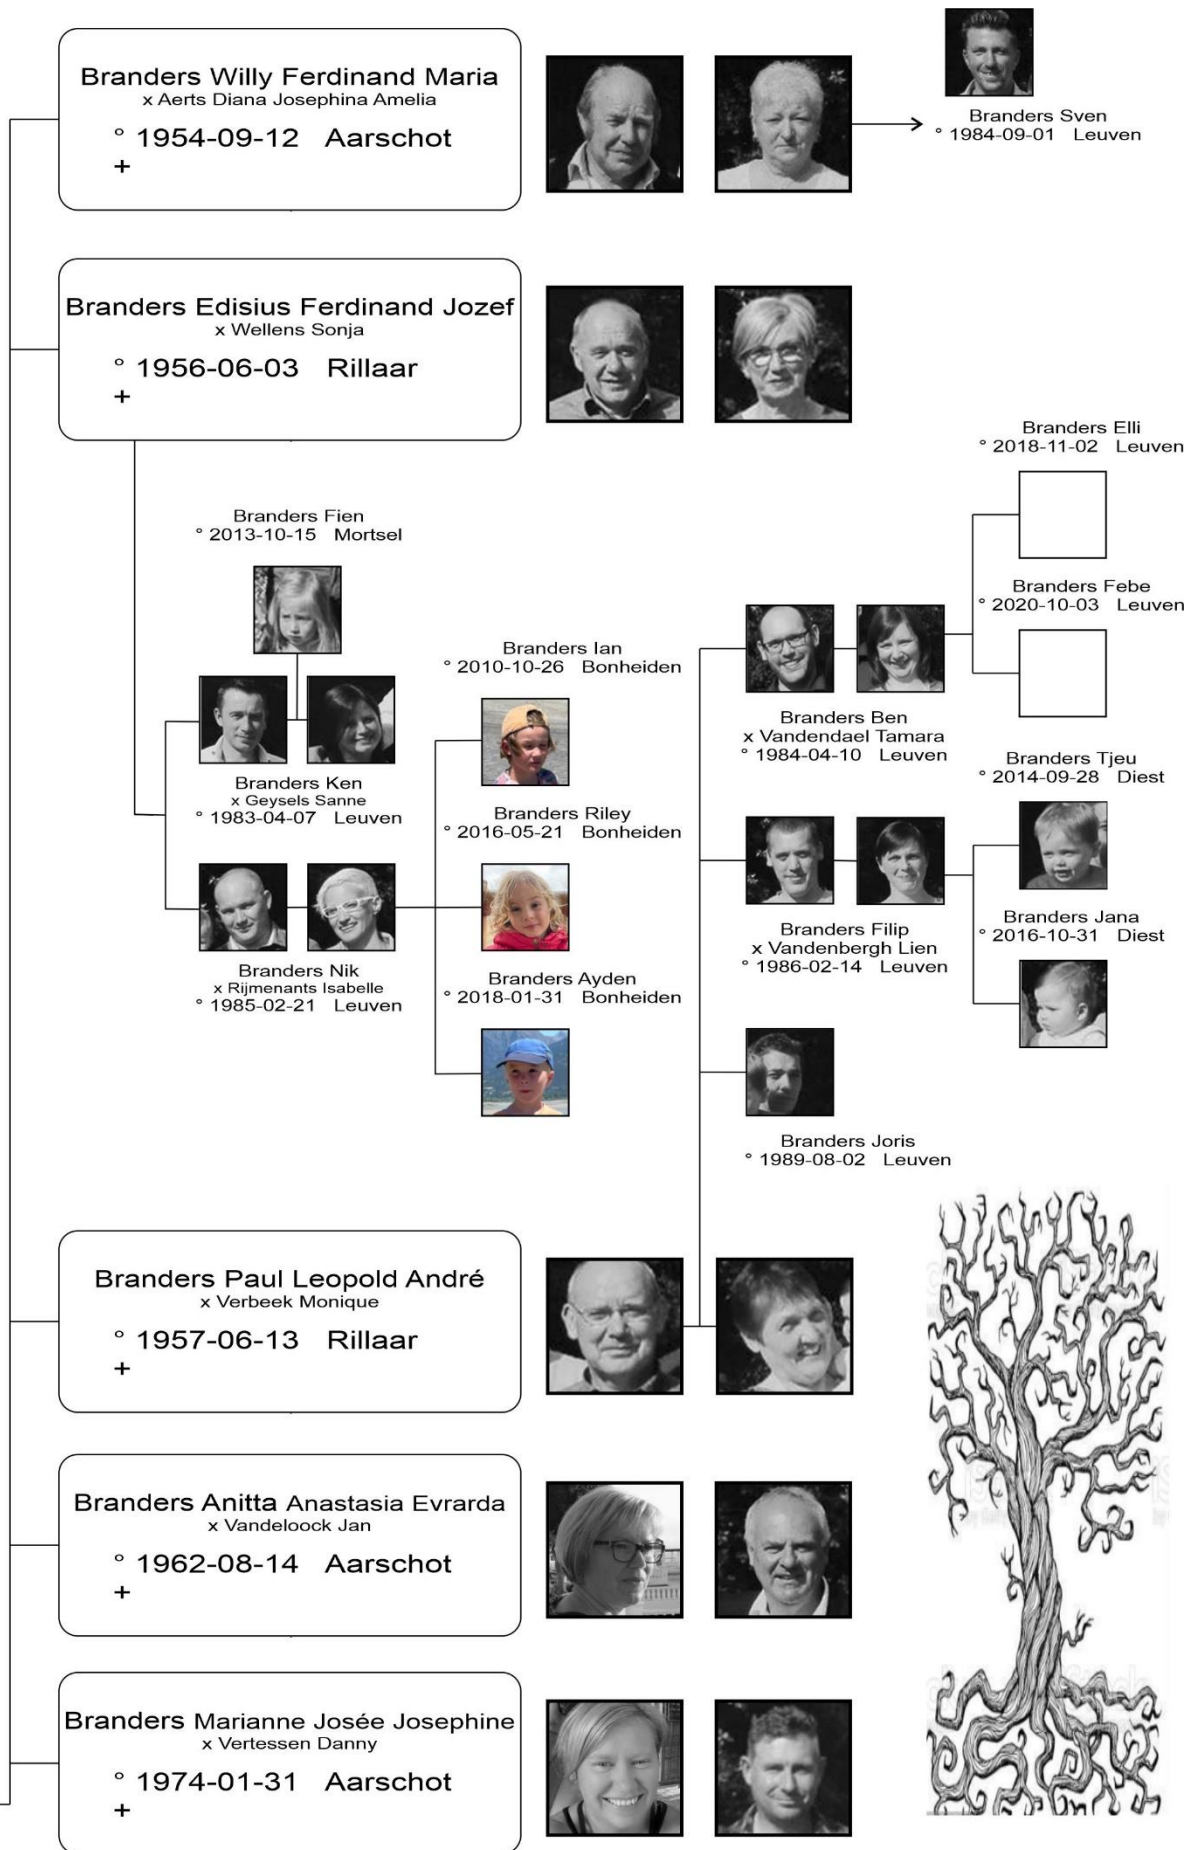 Branders Willy Ferdinand Maria
x Aerts Diana Josephina Amelia
° 1954-09-12 Aarschot
+
Branders Sven
° 1984-09-01 Leuven
Branders Edisius Ferdinand Jozef
x Wellens Sonja
° 1956-06-03 Rillaar
+
Branders Fien
° 2013-10-15 Mortsel
Branders Ken
x Geysels Sanne
° 1983-04-07 Leuven
Branders Nik
x Rijmenants Isabelle
° 1985-02-21 Leuven
Branders Ian
° 2010-10-26 Bonheiden
Branders Riley
° 2016-05-21 Bonheiden
Branders Ayden
° 2018-01-31 Bonheiden
Branders Elli
° 2018-11-02 Leuven
Branders Febe
° 2020-10-03 Leuven
Branders Ben
x Vandendael Tamara
° 1984-04-10 Leuven
Branders Tjeu
° 2014-09-28 Diest
Branders Jana
° 2016-10-31 Diest
Branders Filip
x Vandenbergh Lien
° 1986-02-14 Leuven
Branders Joris
° 1989-08-02 Leuven
Branders Paul Leopold André
x Verbeek Monique
° 1957-06-13 Rillaar
+
Branders Anitta Anastasia Evrarda
x Vandeloock Jan
° 1962-08-14 Aarschot
+
Branders Marianne Josée Josephine
x Vertessen Danny
° 1974-01-31 Aarschot
+